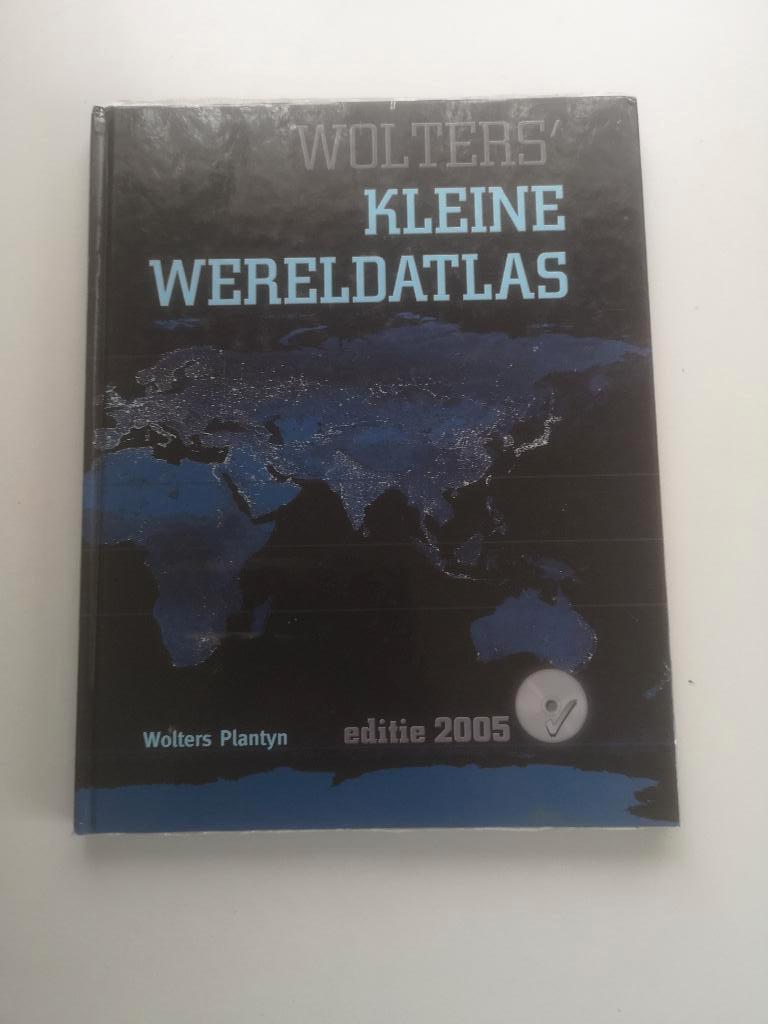 WOLTERS'
KLEINE
WERELDATLAS
Wolters Plantyn
editie 2005